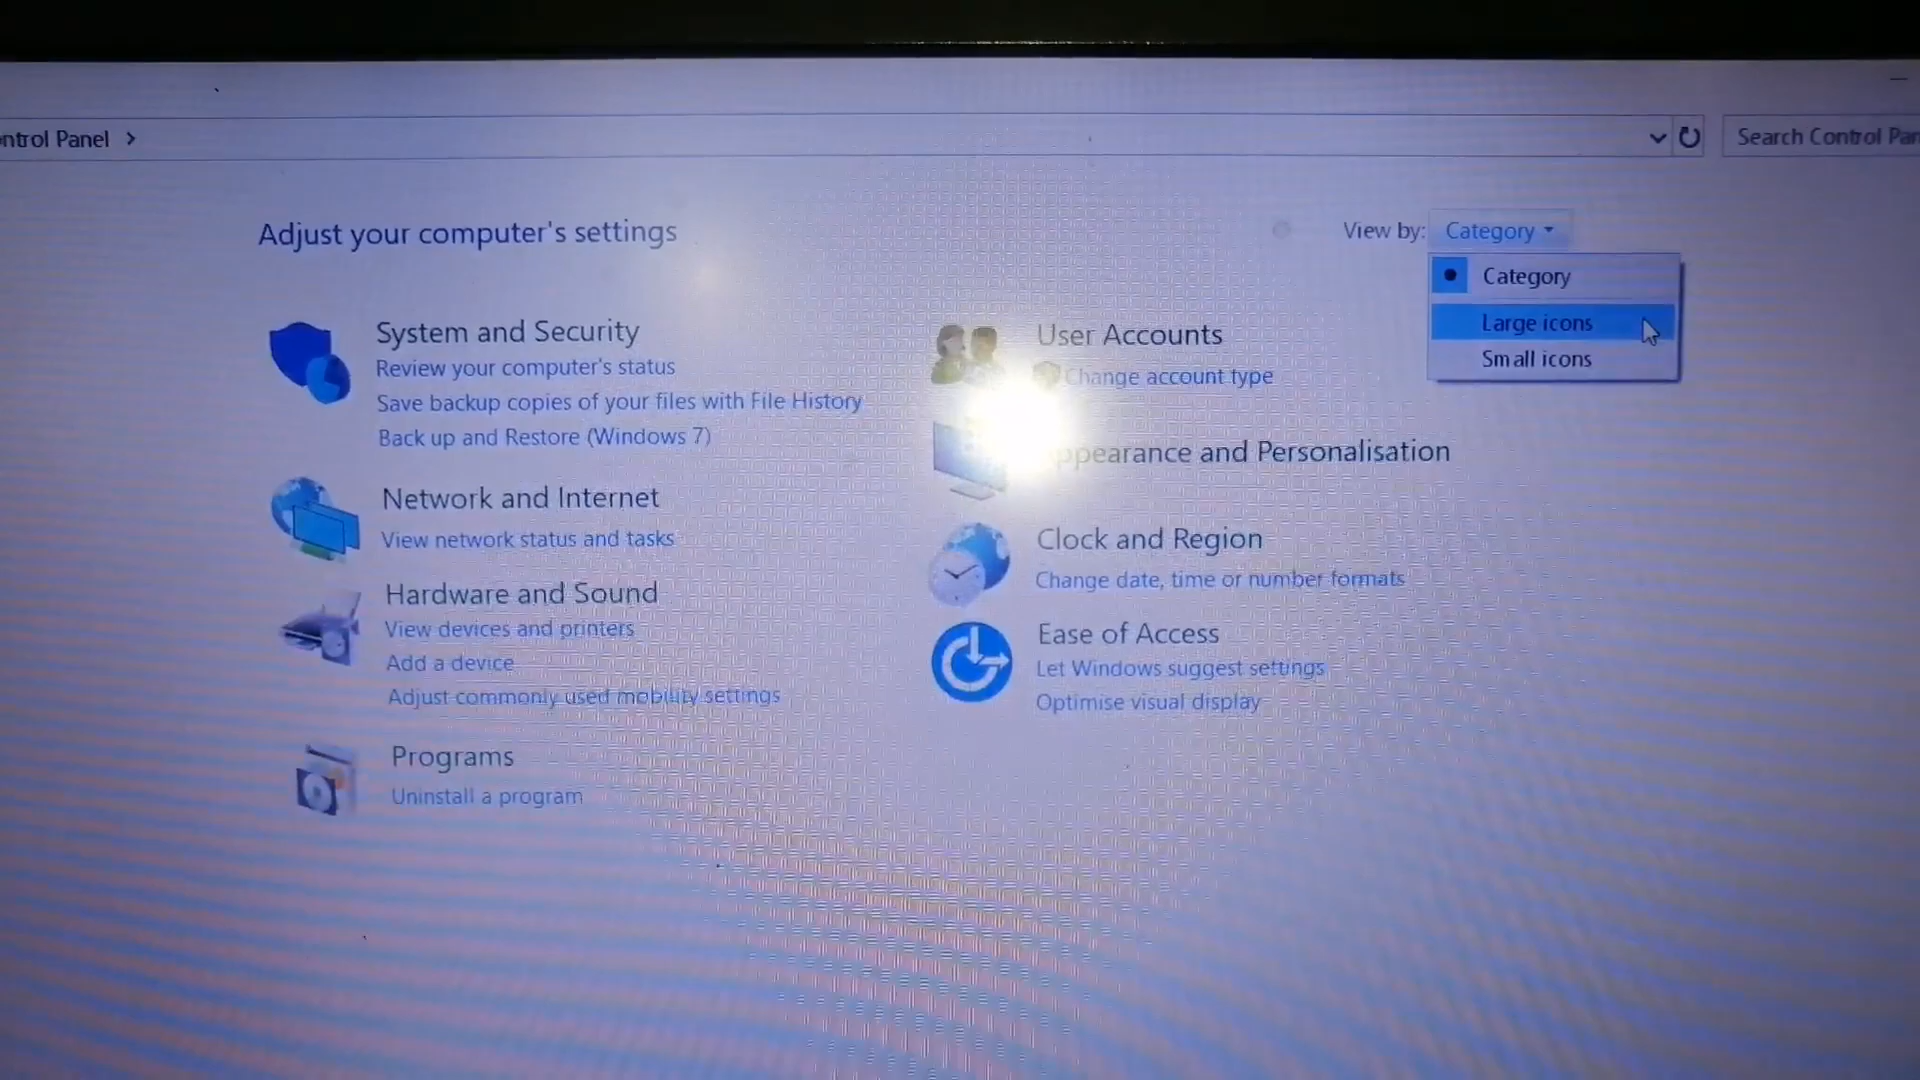 ntrol Panel >
Search Control Pan
Adjust your computer's settings
View by: Category
Category
Large icons
Small icons
System and Security
Review your computer's status
Save backup copies of your files with File History
Back up and Restore (Windows 7)
Network and Internet
View network status and tasks
Hardware and Sound
View devices and printers
Add a device
Adjust commonly used mobility settings
Programs
Uninstall a program
User Accounts
Change account type
ppearance and Personalisation
Clock and Region
Change date, time or number formats
Ease of Access
Let Windows suggest settings
Optimise visual display